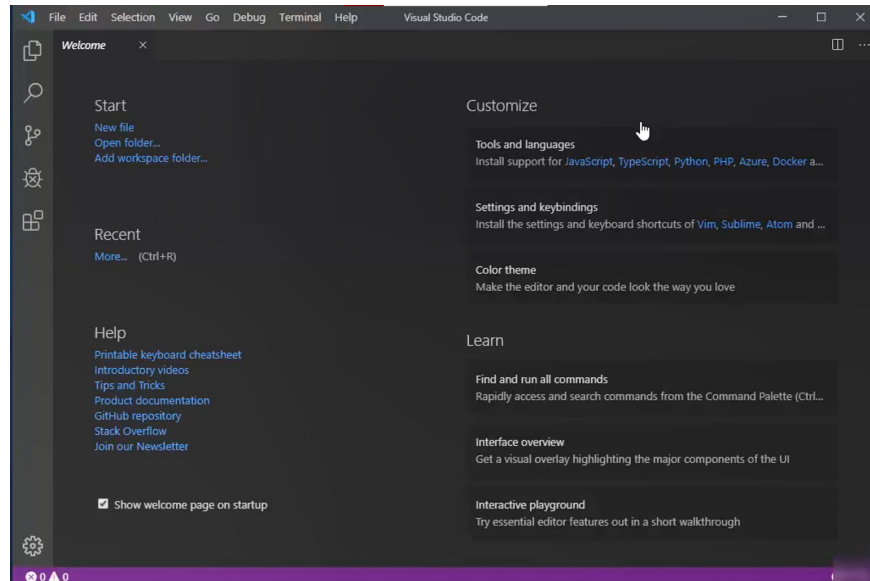 File Edit Selection View Go Debug Terminal Help Visual Studio Code
Welcome
Start
New file
Open folder...
Add workspace folder...
Recent
More... (Ctrl+R)
Help
Printable keyboard cheatsheet
Introductory videos
Tips and Tricks
Product documentation
GitHub repository
Stack Overflow
Join our Newsletter
Show welcome page on startup
Customize
Tools and languages
Install support for JavaScript, TypeScript, Python, PHP, Azure, Docker a...
Settings and keybindings
Install the settings and keyboard shortcuts of Vim, Sublime, Atom and ...
Color theme
Make the editor and your code look the way you love
Learn
Find and run all commands
Rapidly access and search commands from the Command Palette (Ctrl...
Interface overview
Get a visual overlay highlighting the major components of the UI
Interactive playground
Try essential editor features out in a short walkthrough
0 0